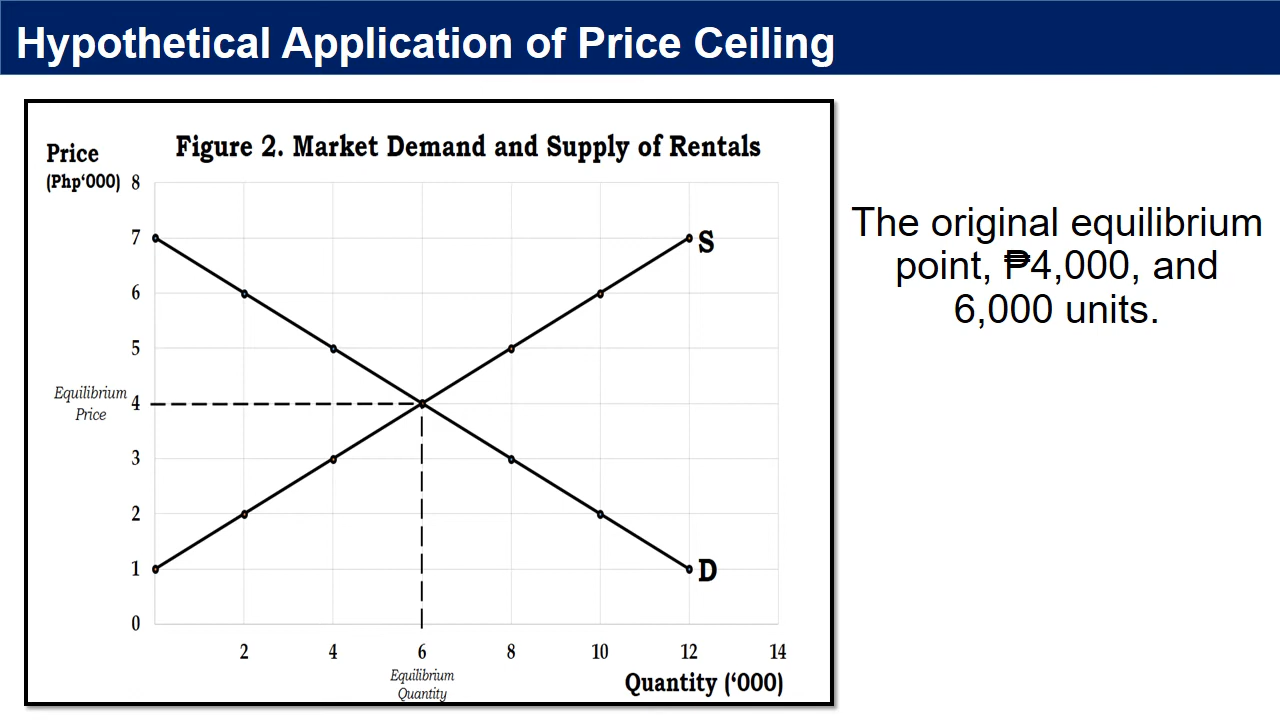 Hypothetical Application of Price Ceiling
Figure 2. Market Demand and Supply of Rentals
Price
(Php‘000)
8
7
6
5
4
3
2
1
0
Equilibrium
Price
S
D
2 4 6 8 10 12 14
Equilibrium
Quantity
Quantity (‘000)
The original equilibrium
point, ₱4,000, and
6,000 units.